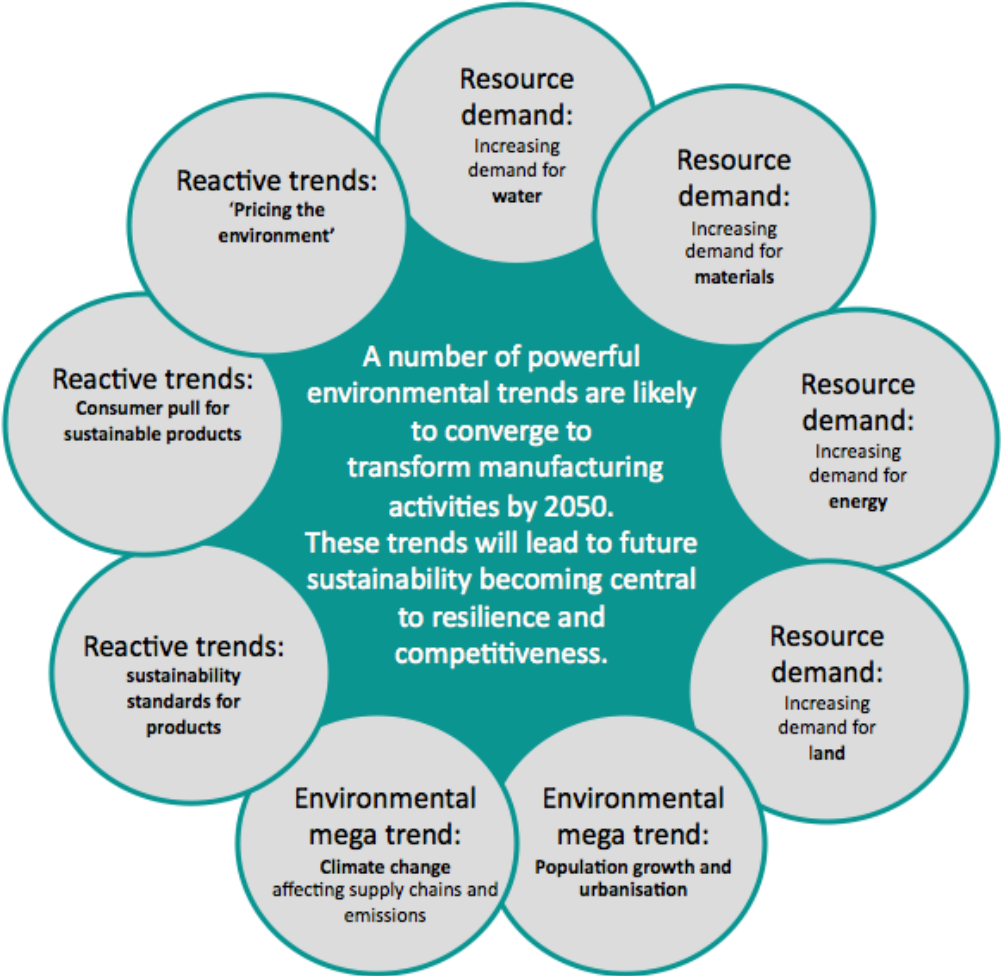 Resource
demand:
Increasing
demand for
water
Resource
demand:
Increasing
demand for
materials
Resource
demand:
Increasing
demand for
energy
Resource
demand:
Increasing
demand for
land
Environmental
mega trend:
Population growth and
urbanisation
Environmental
mega trend:
Climate change
affecting supply chains and
emissions
Reactive trends:
sustainability
standards for
products
Reactive trends:
Consumer pull for
sustainable products
Reactive trends:
‘Pricing the
environment’
A number of powerful
environmental trends are likely
to converge to
transform manufacturing
activities by 2050.
These trends will lead to future
sustainability becoming central
to resilience and
competitiveness.